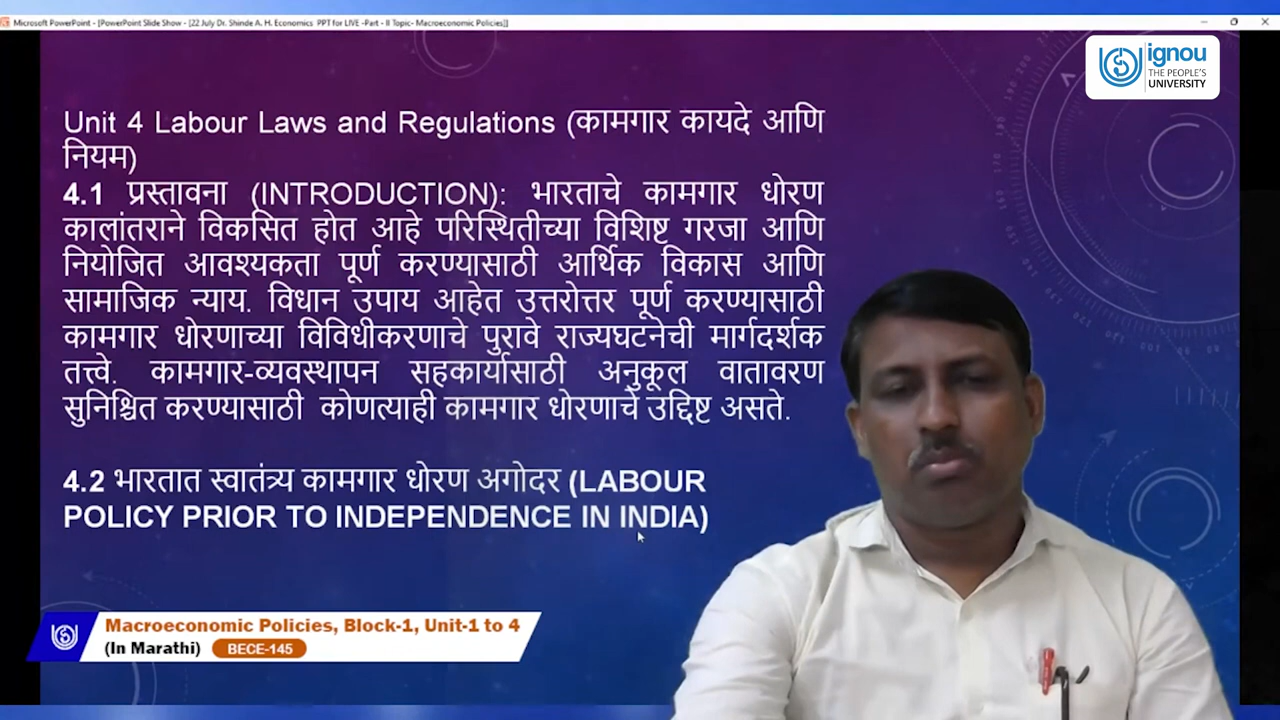 Microsoft PowerPoint - [PowerPoint Slide Show - [22 July Dr. Shinde A. H. Economics PPT for LIVE -Part - II Topic- Macroeconomic Policies]]
ignou
THE PEOPLE'S
UNIVERSITY
Unit 4 Labour Laws and Regulations (कामगार कायदे आणि
नियम)
4.1 प्रस्तावना (INTRODUCTION): भारताचे कामगार धोरण
कालांतराने विकसित होत आहे परिस्थितीच्या विशिष्ट गरजा आणि
नियोजित आवश्यकता पूर्ण करण्यासाठी आर्थिक विकास आणि
सामाजिक न्याय. विधान उपाय आहेत उत्तरोत्तर पूर्ण करण्यासाठी
कामगार धोरणाच्या विविधीकरणाचे पुरावे राज्यघटनेची मार्गदर्शक
तत्त्वे. कामगार-व्यवस्थापन सहकार्यासाठी अनुकूल वातावरण
सुनिश्चित करण्यासाठी कोणत्याही कामगार धोरणाचे उद्दिष्ट असते.
4.2 भारतात स्वातंत्र्य कामगार धोरण अगोदर (LABOUR
POLICY PRIOR TO INDEPENDENCE IN INDIA)
Macroeconomic Policies, Block-1, Unit-1 to 4
(In Marathi) BECE-145